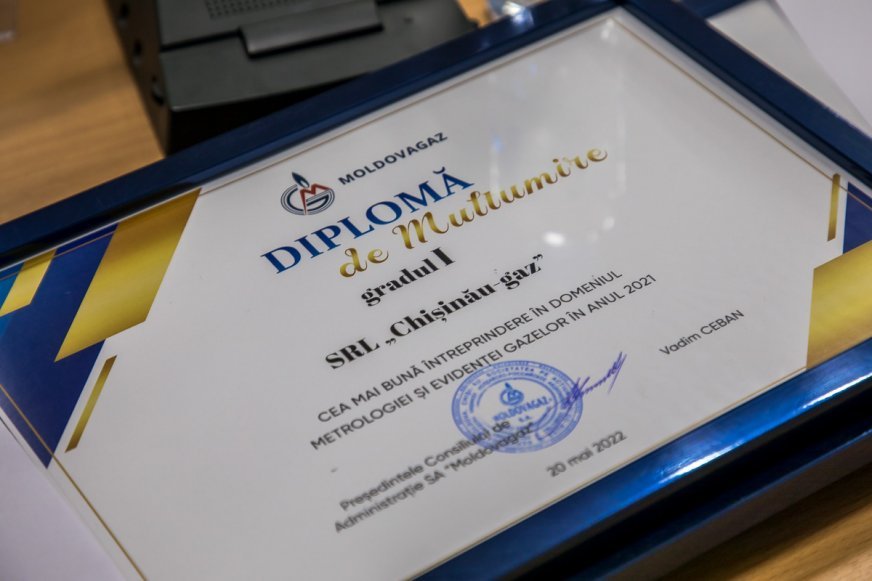 MOLDOVAGAZ
DIPLOMĂ
de Mulțumire
gradul I
SRL „Chișinău-gaz”
CEA MAI BUNĂ ÎNTREPRINDERE ÎN DOMENIUL
METROLOGIEI ȘI EVIDENȚEI GAZELOR ÎN ANUL 2021
Președintele Consiliului de
Administrație SA "Moldovagaz"
Vadim CEBAN
MOLDOVAGAZ
S.A.
20 mai 2022